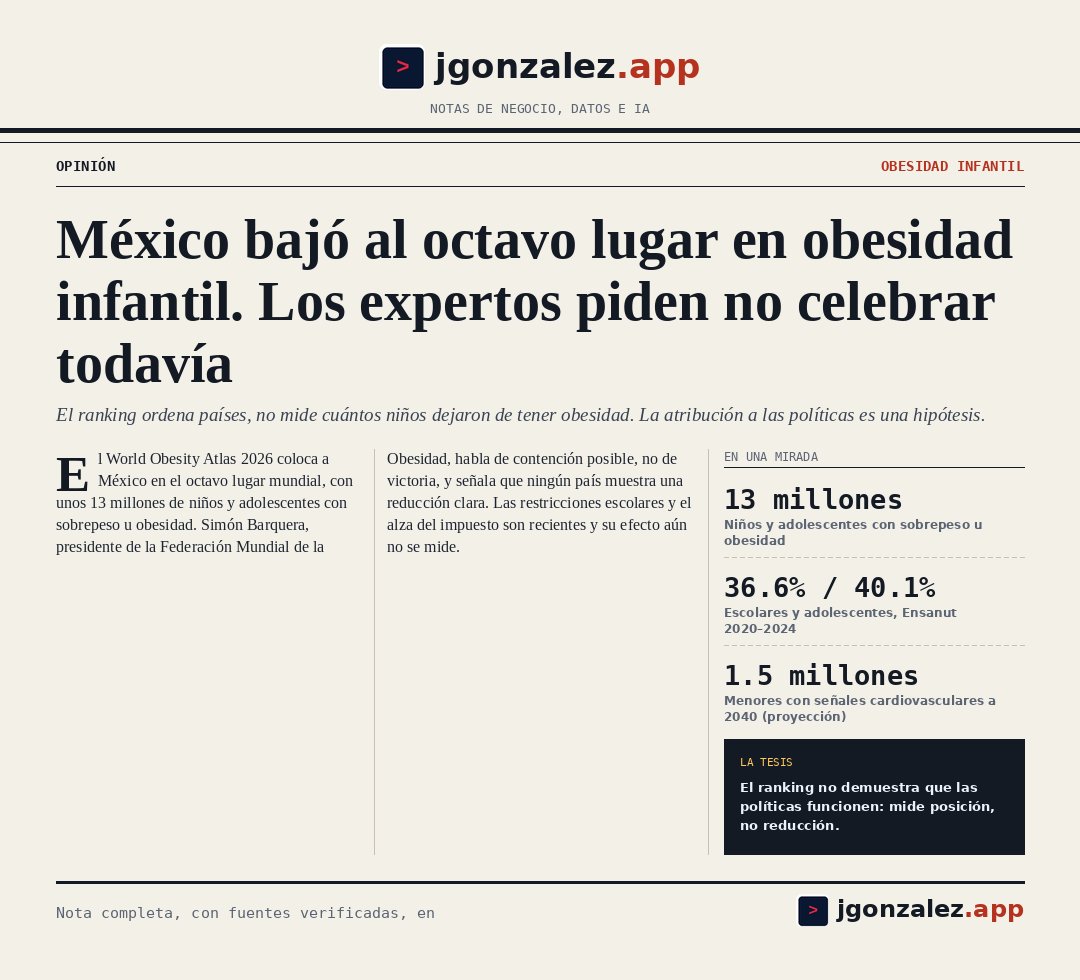 > jgonzalez.app
NOTAS DE NEGOCIO, DATOS E IA
OPINIÓN
OBESIDAD INFANTIL
México bajó al octavo lugar en obesidad
infantil. Los expertos piden no celebrar
todavía
El ranking ordena países, no mide cuántos niños dejaron de tener obesidad. La atribución a las políticas es una hipótesis.
El World Obesity Atlas 2026 coloca a
México en el octavo lugar mundial, con
unos 13 millones de niños y adolescentes con
sobrepeso u obesidad. Simón Barquera,
presidente de la Federación Mundial de la
Obesidad, habla de contención posible, no de
victoria, y señala que ningún país muestra una
reducción clara. Las restricciones escolares y el
alza del impuesto son recientes y su efecto aún
no se mide.
EN UNA MIRADA
13 millones
Niños y adolescentes con sobrepeso u
obesidad
36.6% / 40.1%
Escolares y adolescentes, Ensanut
2020–2024
1.5 millones
Menores con señales cardiovasculares a
2040 (proyección)
LA TESIS
El ranking no demuestra que las
políticas funcionen: mide posición,
no reducción.
Nota completa, con fuentes verificadas, en
> jgonzalez.app